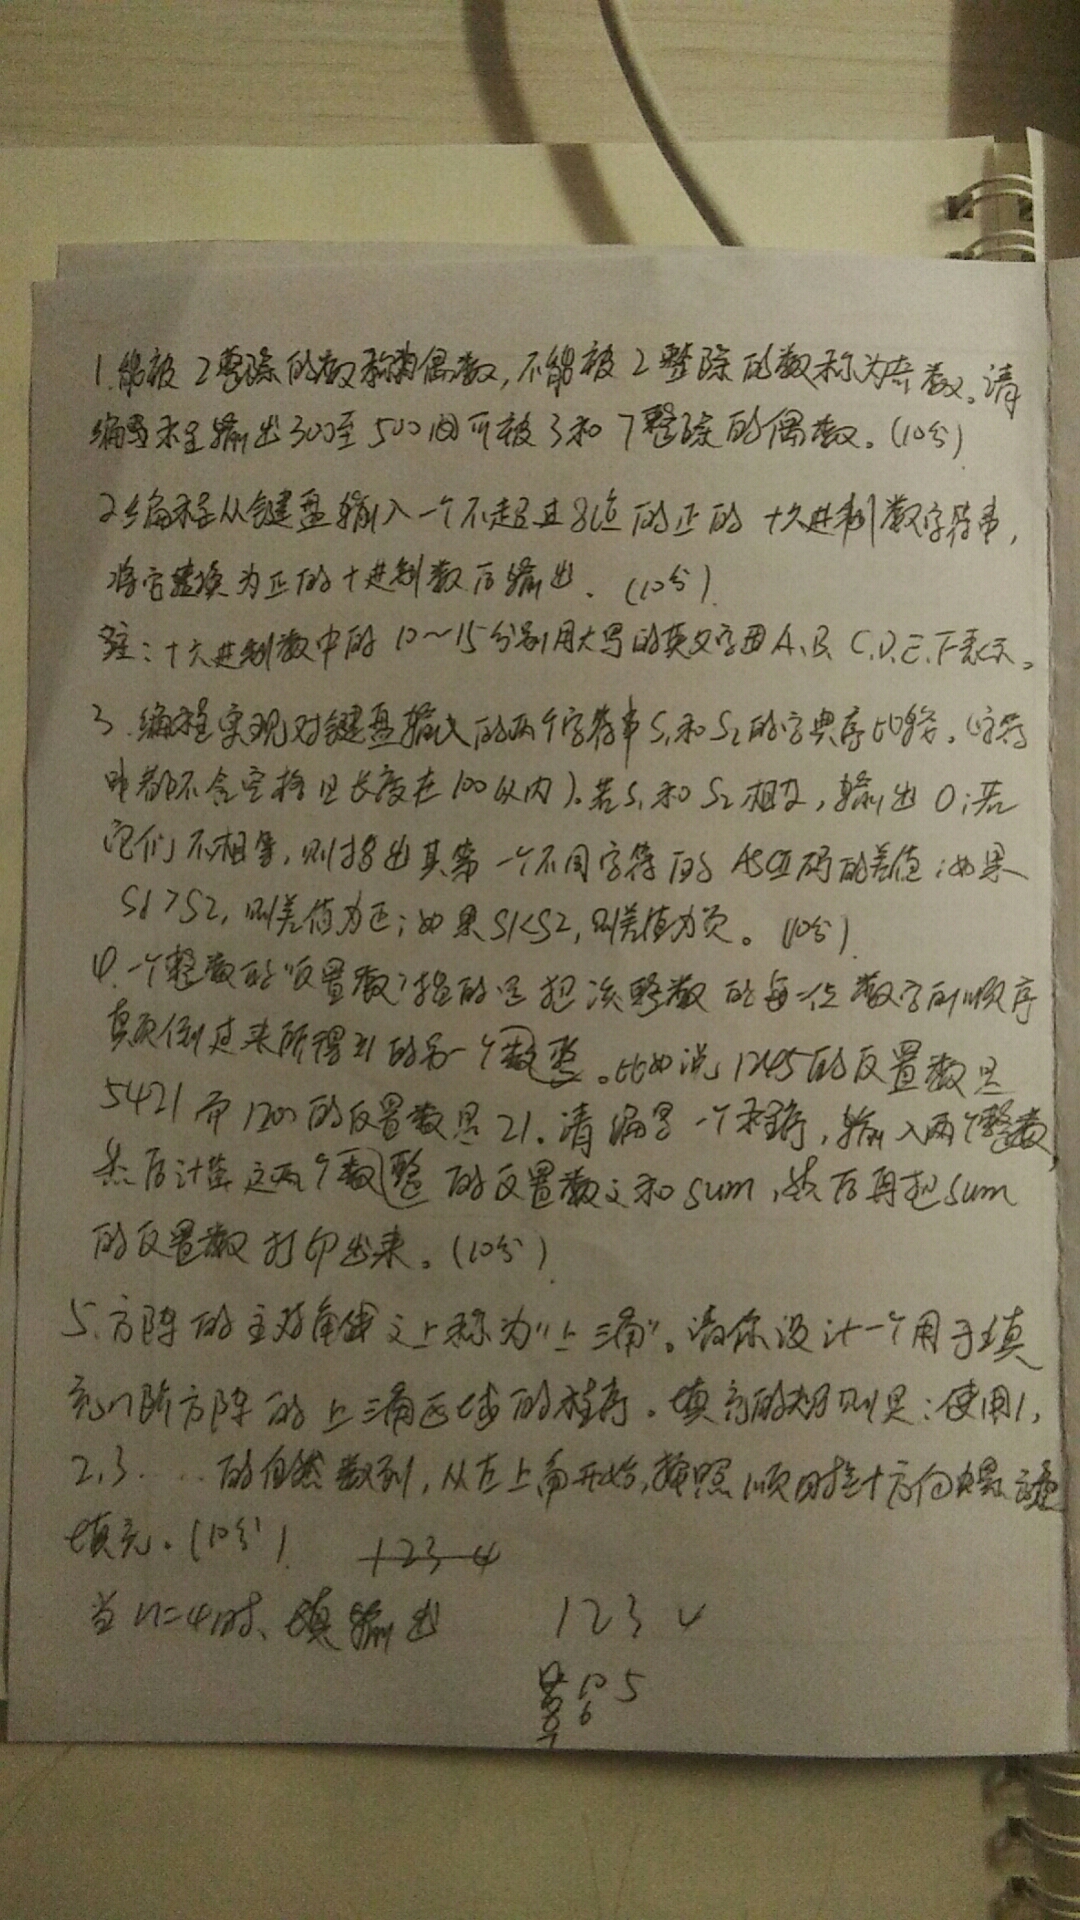 1.能被2整除的数称为偶数,不能被2整除的数称为奇数。请
编写程序输出300至500间可被3和7整除的偶数。(10分)
2.编程从键盘输入一个不超过8位的正的十六进制数字符串,
将它转换为正的十进制数后输出.(10分).
注:十六进制数中的10~15分别用大写的英文字母A、B、C、D、E、F表示。
3.编程实现对键盘输入的两个字符串S1和S2的字典序比较。(字符
串都不含空格且长度在100以内)。若S1和S2相互,输出0;若
它们不相等,则指出其第一个不同字符的ASCII码的差值;如果
S1>S2,则差值为正;如果S1<S2,则差值为负。(10分)
4.一个整数的"反置数"指的是把该整数的每一位数字的顺序
颠倒过来所得到的另一个数整。比如说,1245的反置数是
5421而1200的反置数是21.请编写一个程序,输入两个整数,
然后计算这两个数整的反置数之和sum,然后再把sum
的反置数打印出来。(10分)
5.方阵的主对角线之上称为"上三角"。请你设计一个用于填
充n阶方阵的上三角区域的程序。填充的规则是:使用1,
2,3....的自然数列,从左上角开始,按照顺时针方向螺旋
填充。(10分)
当n=4时、 输出 1 2 3 4
10 5
6